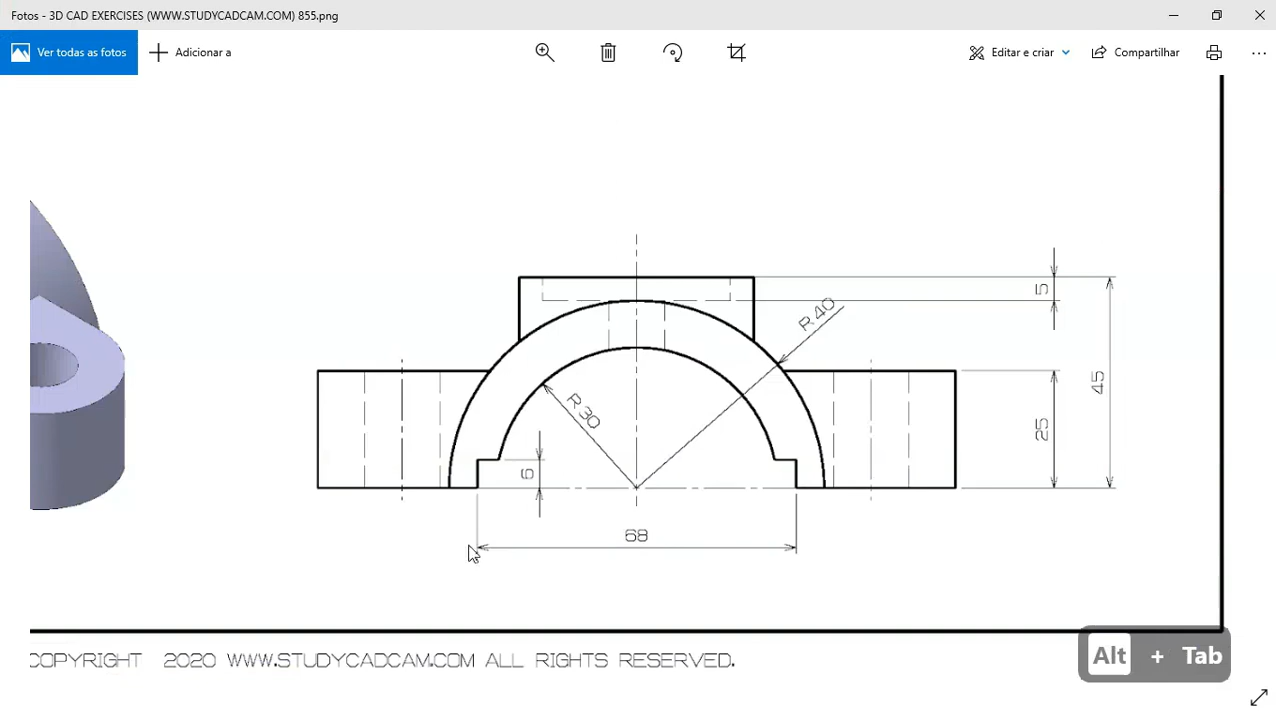 Fotos - 3D CAD EXERCISES (WWW.STUDYCADCAM.COM) 855.png
Ver todas as fotos
Adicionar a
Editar e criar
Compartilhar
5
R 40
45
R 30
25
6
68
COPYRIGHT 2020 WWW.STUDYCADCAM.COM ALL RIGHTS RESERVED.
Alt + Tab